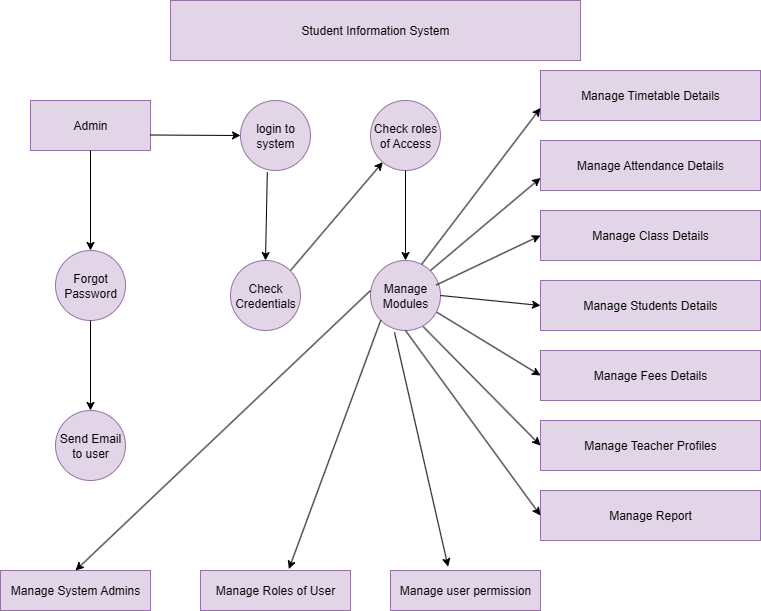 Student Information System
Manage Timetable Details
Admin
login to
system
Check roles
of Access
Manage Attendance Details
Manage Class Details
Forgot
Password
Check
Credentials
Manage
Modules
Manage Students Details
Manage Fees Details
Send Email
to user
Manage Teacher Profiles
Manage Report
Manage System Admins
Manage Roles of User
Manage user permission